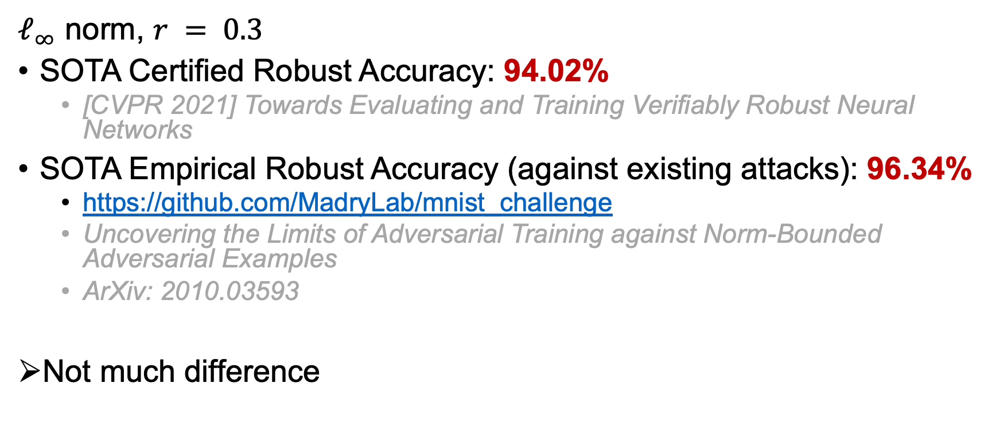 ℓ∞ norm, r = 0.3
• SOTA Certified Robust Accuracy: 94.02%
• [CVPR 2021] Towards Evaluating and Training Verifiably Robust Neural
Networks
• SOTA Empirical Robust Accuracy (against existing attacks): 96.34%
• https://github.com/MadryLab/mnist_challenge
• Uncovering the Limits of Adversarial Training against Norm-Bounded
Adversarial Examples
• ArXiv: 2010.03593
➢Not much difference